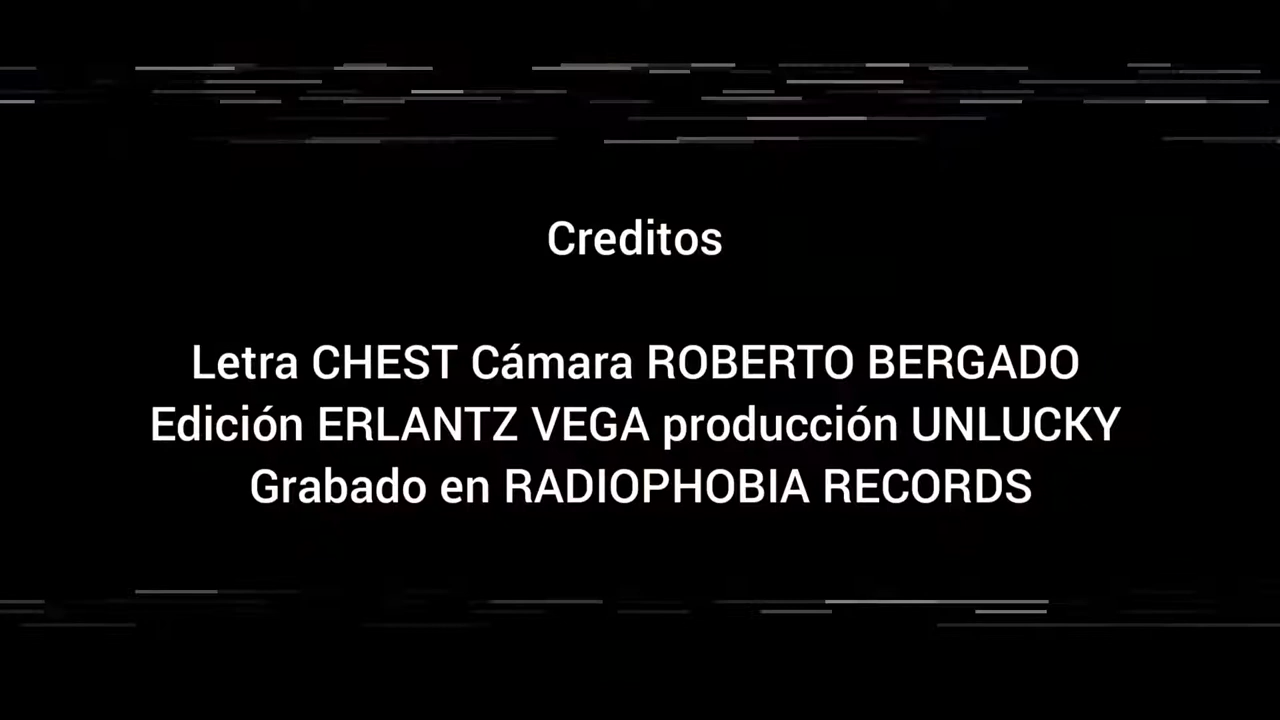 Creditos
Letra CHEST Cámara ROBERTO BERGADO
Edición ERLANTZ VEGA producción UNLUCKY
Grabado en RADIOPHOBIA RECORDS